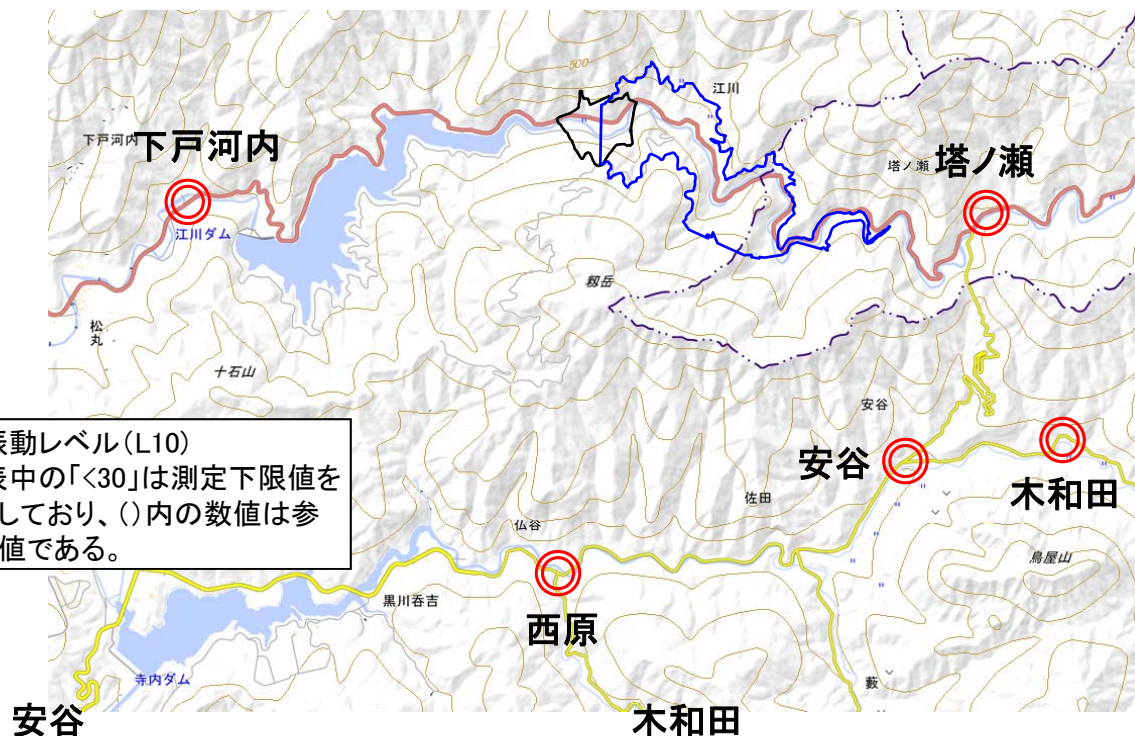 500
江川
下戸河内
下戸河内
塔ノ瀬
塔ノ瀬
江川ダム
籾岳
松丸
十石山
安谷
振動レベル(L10)
表中の「<30」は測定下限値を
しており、()内の数値は参
値である。
安谷
木和田
佐田
仏谷
鳥屋山
黒川呑吉
西原
寺内ダム
藪
安谷
木和田